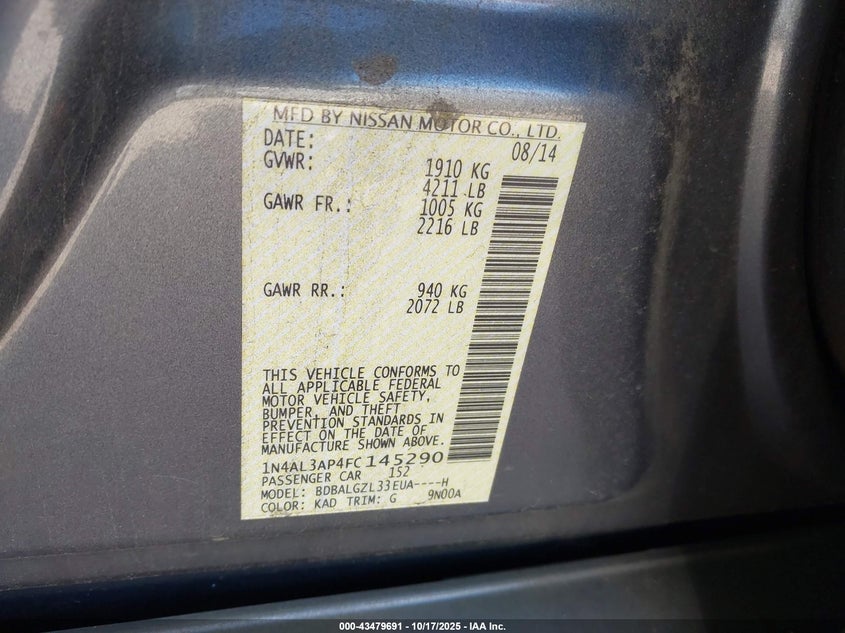 MFD BY NISSAN MOTOR CO., LTD.
DATE: 08/14
GVWR: 1910 KG
4211 LB
GAWR FR.: 1005 KG
2216 LB
GAWR RR.: 940 KG
2072 LB
THIS VEHICLE CONFORMS TO
ALL APPLICABLE FEDERAL
MOTOR VEHICLE SAFETY,
BUMPER, AND THEFT
PREVENTION STANDARDS IN
EFFECT ON THE DATE OF
MANUFACTURE SHOWN ABOVE.
1N4AL3AP4FC145290
PASSENGER CAR 152
MODEL: BDBALGZL33EUA----H
COLOR: KAD TRIM: G 9N00A
000-43479691 - 10/17/2025 - IAA Inc.